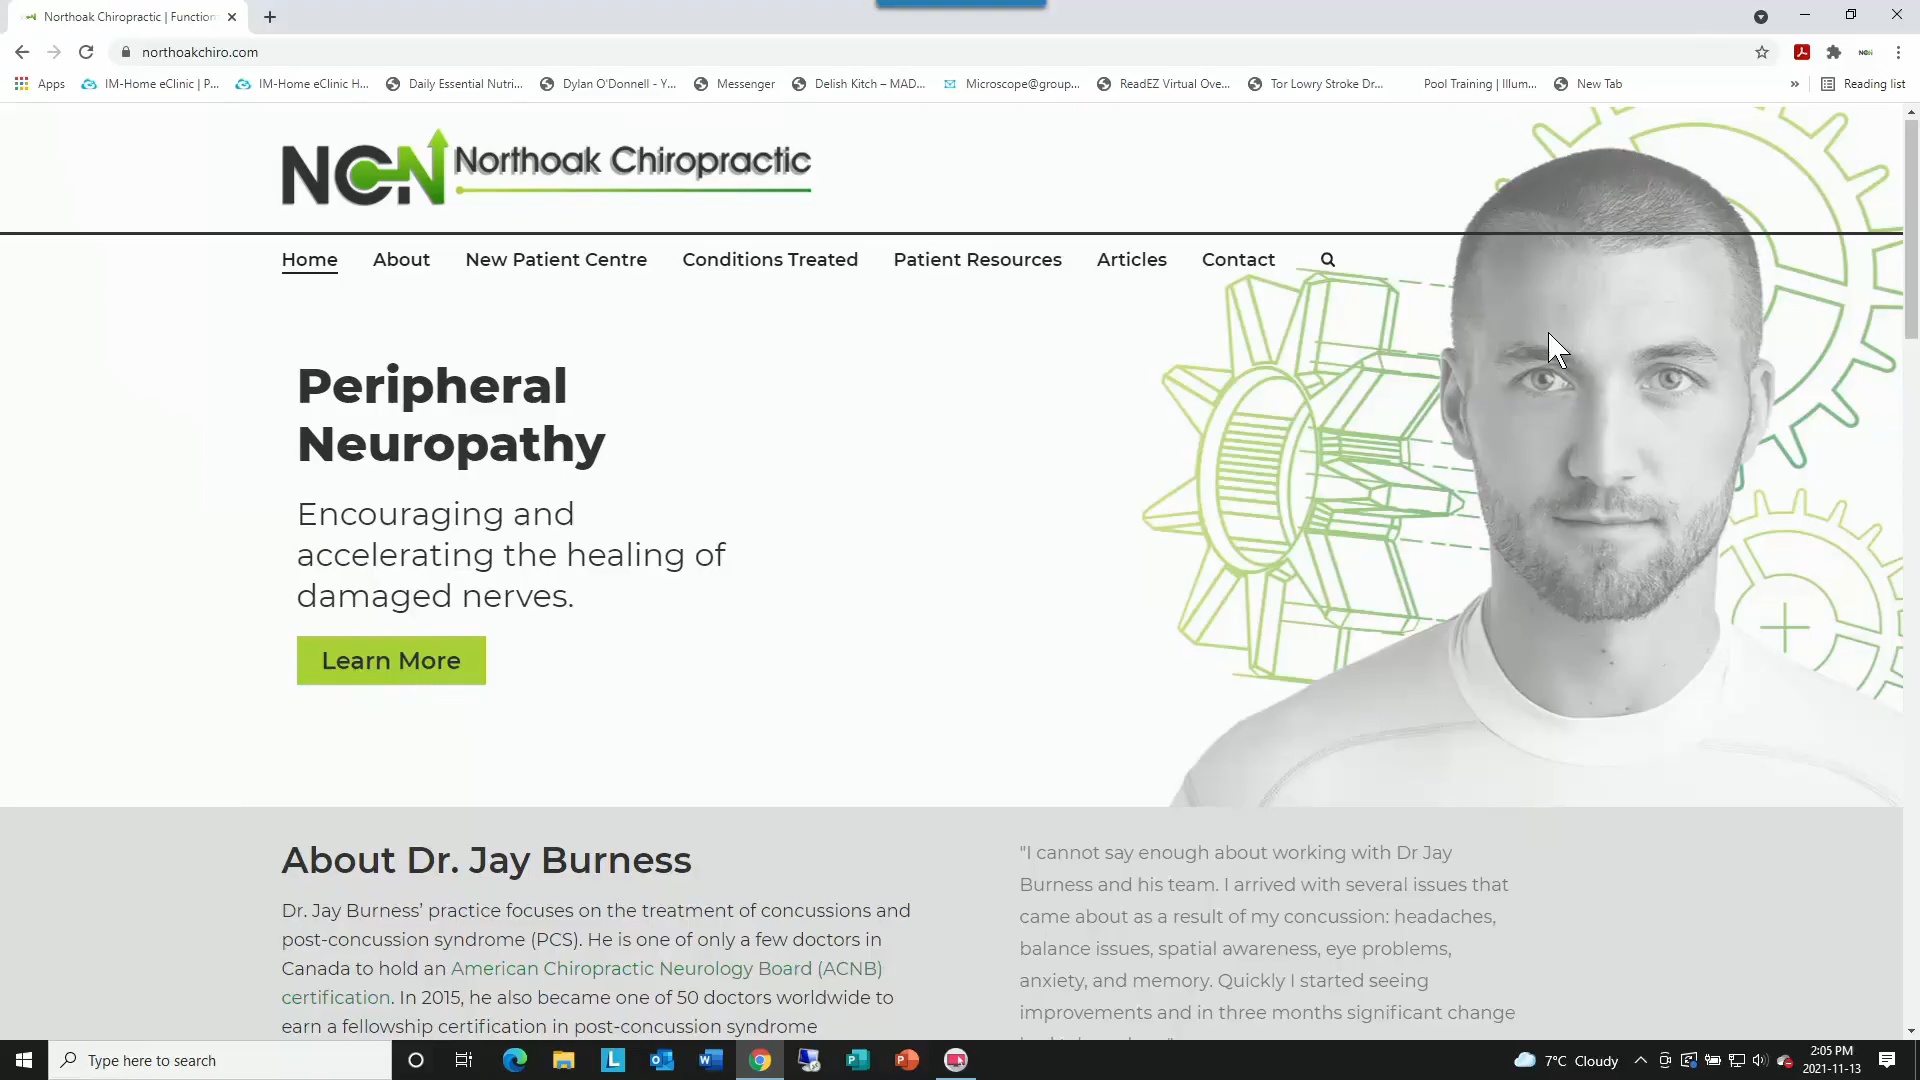 Northoak Chiropractic | Function
northoakchiro.com
Apps
IM-Home eClinic | P...
IM-Home eClinic H...
Daily Essential Nutri...
Dylan O'Donnell - Y...
Messenger
Delish Kitch – MAD...
Microscope@group...
ReadEZ Virtual Ove...
Tor Lowry Stroke Dr...
Pool Training | Illum...
New Tab
»
Reading list
NCN Northoak Chiropractic
Home About New Patient Centre Conditions Treated Patient Resources Articles Contact
Peripheral
Neuropathy
Encouraging and
accelerating the healing of
damaged nerves.
Learn More
About Dr. Jay Burness
Dr. Jay Burness’ practice focuses on the treatment of concussions and
post-concussion syndrome (PCS). He is one of only a few doctors in
Canada to hold an American Chiropractic Neurology Board (ACNB)
certification. In 2015, he also became one of 50 doctors worldwide to
earn a fellowship certification in post-concussion syndrome
"I cannot say enough about working with Dr Jay
Burness and his team. I arrived with several issues that
came about as a result of my concussion: headaches,
balance issues, spatial awareness, eye problems,
anxiety, and memory. Quickly I started seeing
improvements and in three months significant change
Type here to search
7°C Cloudy
2:05 PM
2021-11-13